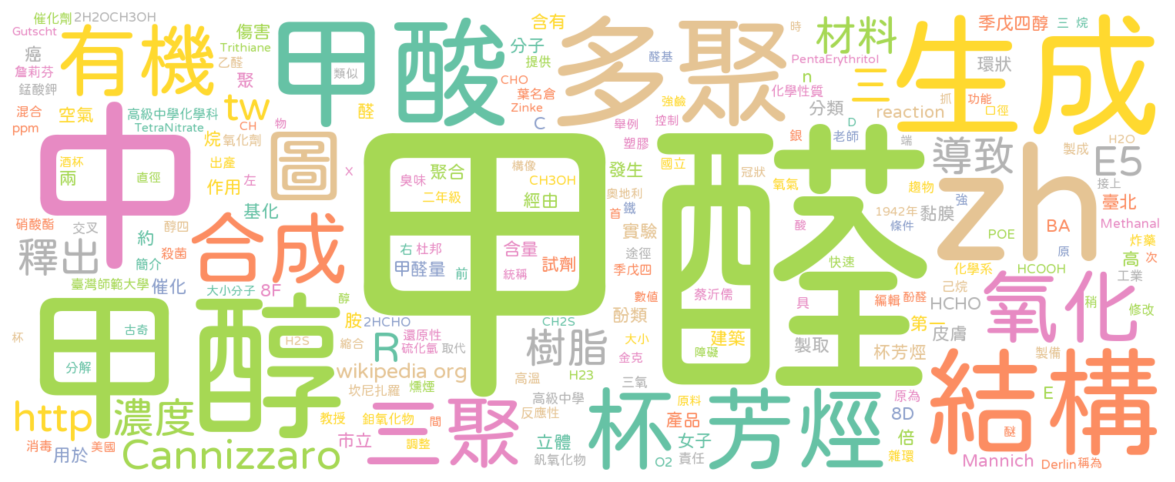 催化劑 2H2OCH3OH
Gutscht
有機
傷害
Trithiane
乙醛
癌
詹莉芬
錳酸鉀
聚
甲酸
類似
分子
提供
含有
多聚
CHO
葉名倉
Zinke
材料
PentaErythritol
化學性質
時
醛基
季戊四醇
三
烷
環狀
生成
混合
ppm
空氣
高級中學化學科
TetraNitrate
tw
醛
烷
氧化劑
CH
物
C
強鹼
舉例
控制
塑膠
n
分類
三
reaction
D
老師
銀
抓
功能
口徑
端
H2O
製成
中
酒杯
兩
直徑
出產
作用
左
圖
x
臭味
聚合
二年級
構像
CH3OH
經由
甲醛
發生
國立
奧地利
首
鐵
冠狀
氧氣
趨物
1942年
條件
強
黏膜
導致
E5
接上
臺北
zh
BA
Methanal
硝酸酯
交叉
醇四
殺菌
約
簡介
基化
釋出
合成
右
杜邦
前
甲醛量
含量
統稱
試劑
實驗
途徑
季戊四
酸
快速
POE
原
炸藥
高
次
臺灣師範大學
催化
大小分子
8F
醇
數值
蔡沂儒
具
編輯
酚醛
化學系
己烷
HCOOH
工業
甲醇
古奇
分解
H2S
胺
2HCHO
縮合
R
還原性
硫化氫
取代
CH2S
酚類
大小
樹脂
金克
建築
障礙
製取
第一
HCHO
皮膚
氧化
稍
修改
杯
wikipedia org
坎尼扎羅
燻煙
高溫
H23
三氧
杯芳烴
製備
http
濃度
教授
鉛氧化物
間
高級中學
反應性
原料
原為
E
結構
消毒
美國
用於
Cannizzaro
市立
調整
三聚
立體
釩氧化物
杯芳烴
產品
女子
O2
責任
8D
倍
雜環
Mannich
醚
Derlin
稱為